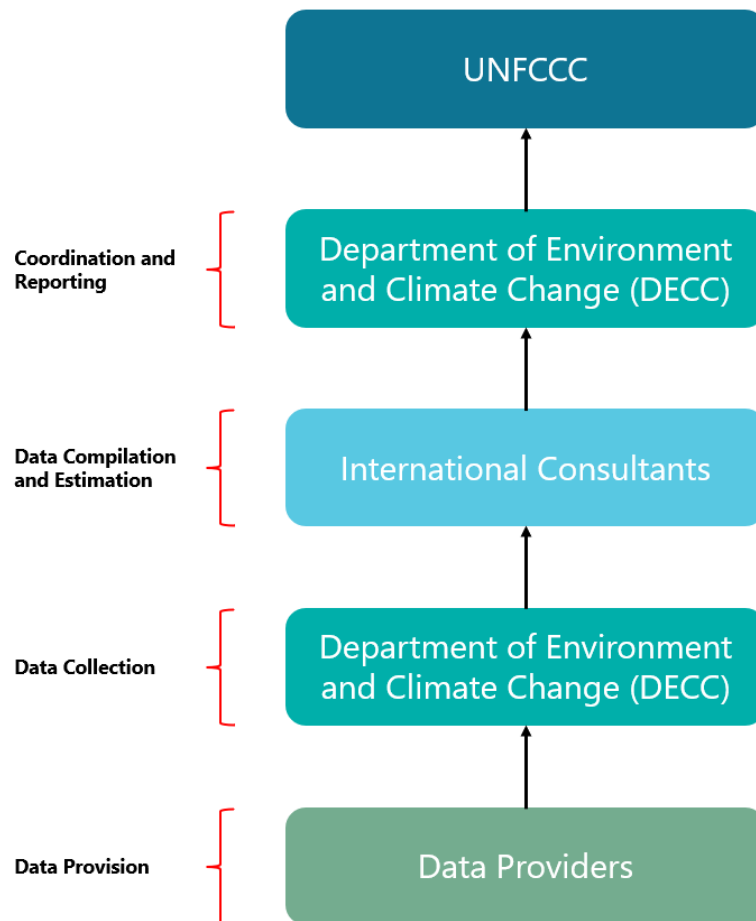 UNFCCC
Coordination and
Reporting
Department of Environment
and Climate Change (DECC)
Data Compilation
and Estimation
International Consultants
Data Collection
Department of Environment
and Climate Change (DECC)
Data Provision
Data Providers